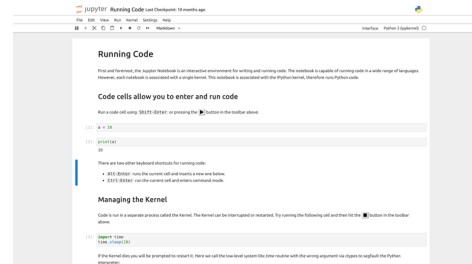 jupyter Running Code Last Checkpoint: 10 months ago
File Edit View Run Kernel Settings Help
Markdown
Interface Python 3 (ipykernel)
Running Code
First and foremost, the Jupyter Notebook is an interactive environment for writing and running code. The notebook is capable of running code in a wide range of languages.
However, each notebook is associated with a single kernel. This notebook is associated with the IPython kernel, therefore runs Python code.
Code cells allow you to enter and run code
Run a code cell using Shift-Enter or pressing the button in the toolbar above:
a = 10
print(a)
10
There are two other keyboard shortcuts for running code:
• Alt-Enter runs the current cell and inserts a new one below.
• Ctrl-Enter run the current cell and enters command mode.
Managing the Kernel
Code is run in a separate process called the Kernel. The Kernel can be interrupted or restarted. Try running the following cell and then hit the button in the toolbar
above.
import time
time.sleep(10)
If the Kernel dies you will be prompted to restart it. Here we call the low-level system libc.time routine with the wrong argument via ctypes to segfault the Python
interpreter: